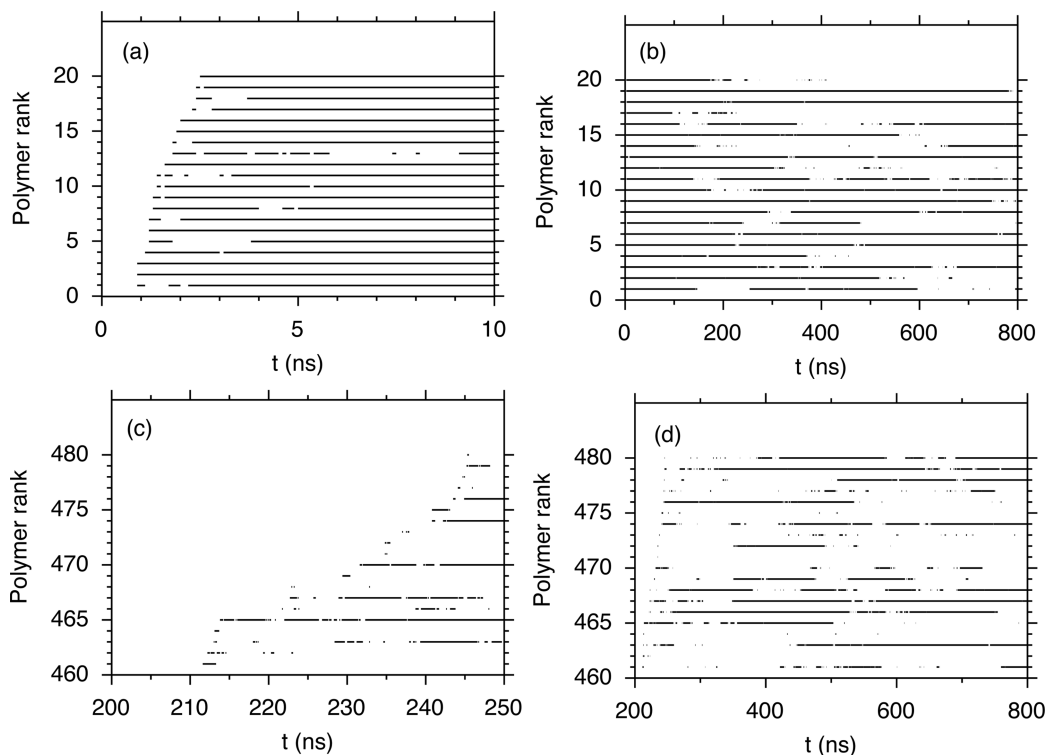 (a)
20
15
10
5
0
Polymer rank
0 5 10
t (ns)
(b)
20
15
10
5
0
Polymer rank
0 200 400 600 800
t (ns)
(c)
480
475
470
465
460
Polymer rank
200 210 220 230 240 250
t (ns)
(d)
480
475
470
465
460
Polymer rank
200 400 600 800
t (ns)